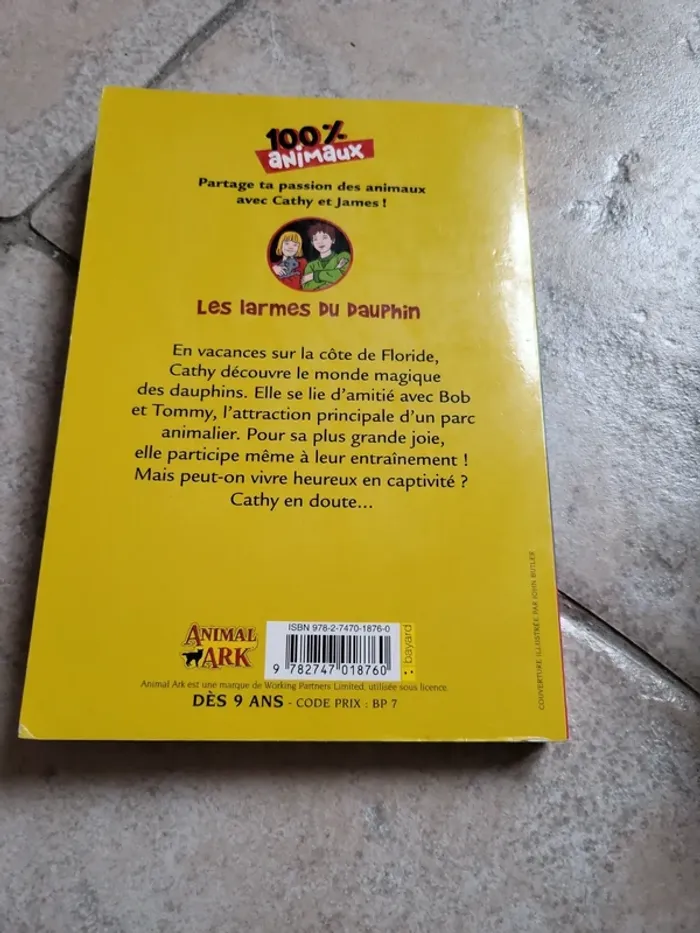 100%
animaux
Partage ta passion des animaux
avec Cathy et James !
Les larmes du Dauphin
En vacances sur la côte de Floride,
Cathy découvre le monde magique
des dauphins. Elle se lie d'amitié avec Bob
et Tommy, l'attraction principale d'un parc
animalier. Pour sa plus grande joie,
elle participe même à leur entraînement !
Mais peut-on vivre heureux en captivité ?
Cathy en doute...
ANIMAL
ARK
ISBN 978-2-7470-1876-0
9 782747 018760
bayard
Animal Ark est une marque de Working Partners Limited, utilisée sous licence.
DÈS 9 ANS - CODE PRIX : BP 7
COUVERTURE ILLUSTRÉE PAR JOHN BUTLER